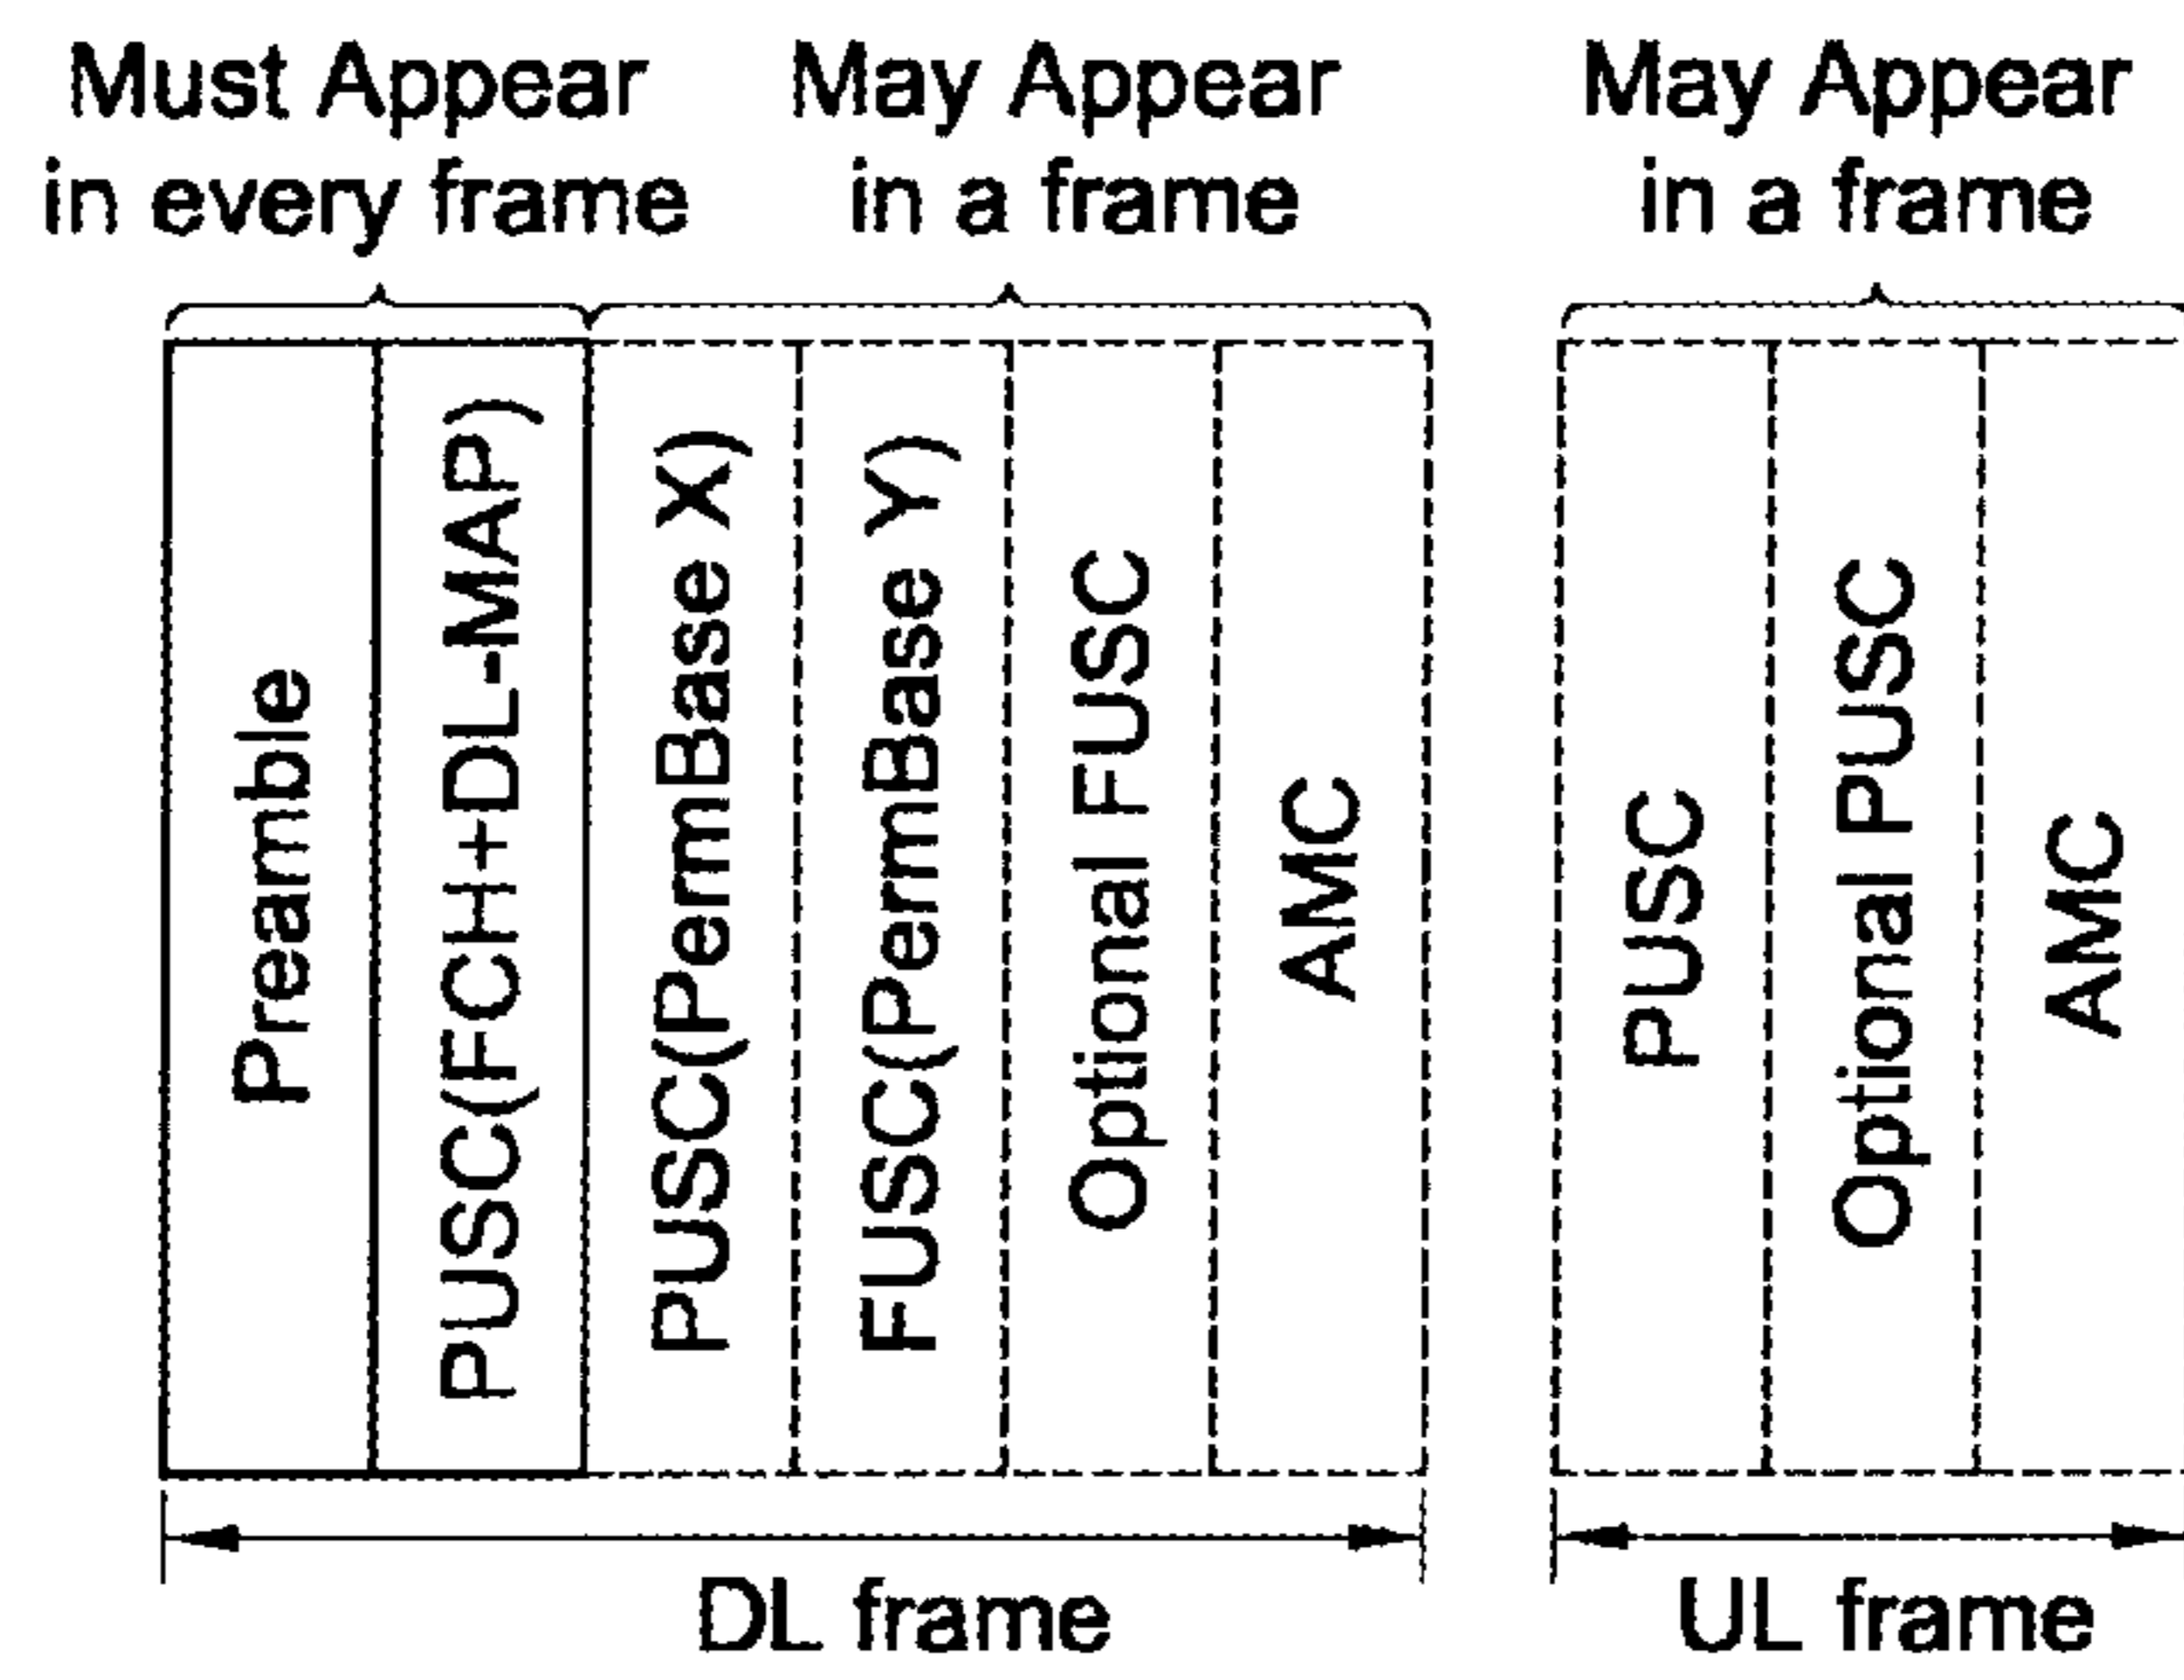 Must Appear
in every frame
May Appear
in a frame
May Appear
in a frame
Preamble
PUSC(FCH+DL-MAP)
PUSC(PermBase X)
FUSC(PermBase Y)
Optional FUSC
AMC
PUSC
Optional PUSC
AMC
DL frame
UL frame